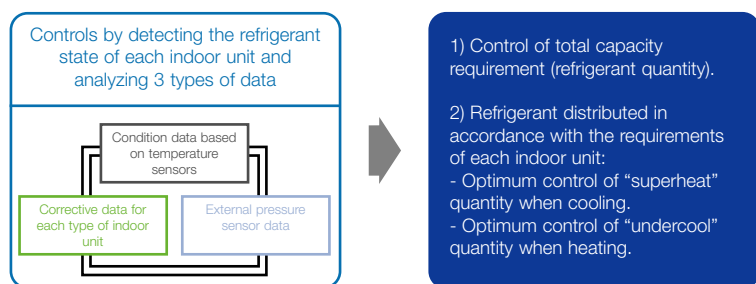 Controls by detecting the refrigerant
state of each indoor unit and
analyzing 3 types of data
Condition data based
on temperature
sensors
Corrective data for
each type of indoor
unit
External pressure
sensor data
1) Control of total capacity
requirement (refrigerant quantity).
2) Refrigerant distributed in
accordance with the requirements
of each indoor unit:
- Optimum control of “superheat”
quantity when cooling.
- Optimum control of “undercool”
quantity when heating.